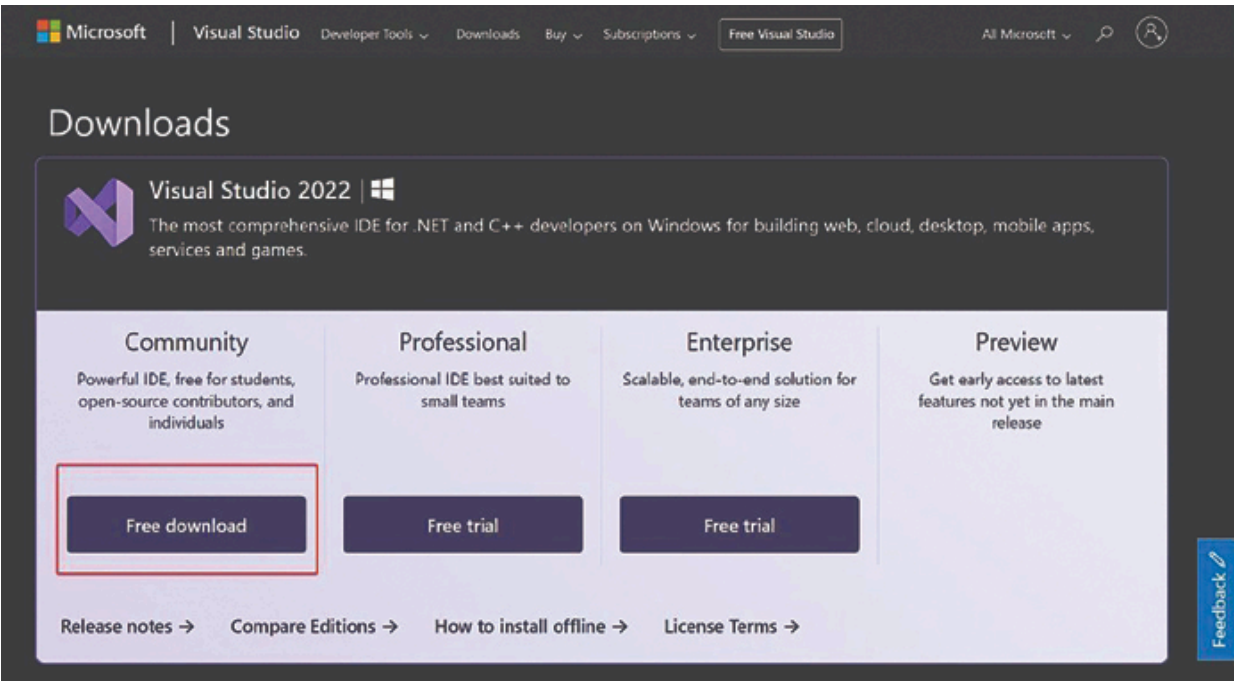 Microsoft | Visual Studio Developer Tools Downloads Buy Subscriptions Free Visual Studio All Microsoft
Downloads
Visual Studio 2022
The most comprehensive IDE for .NET and C++ developers on Windows for building web, cloud, desktop, mobile apps,
services and games.
Community
Powerful IDE, free for students,
open-source contributors, and
individuals
Free download
Professional
Professional IDE best suited to
small teams
Free trial
Enterprise
Scalable, end-to-end solution for
teams of any size
Free trial
Preview
Get early access to latest
features not yet in the main
release
Release notes → Compare Editions → How to install offline → License Terms →
Feedback